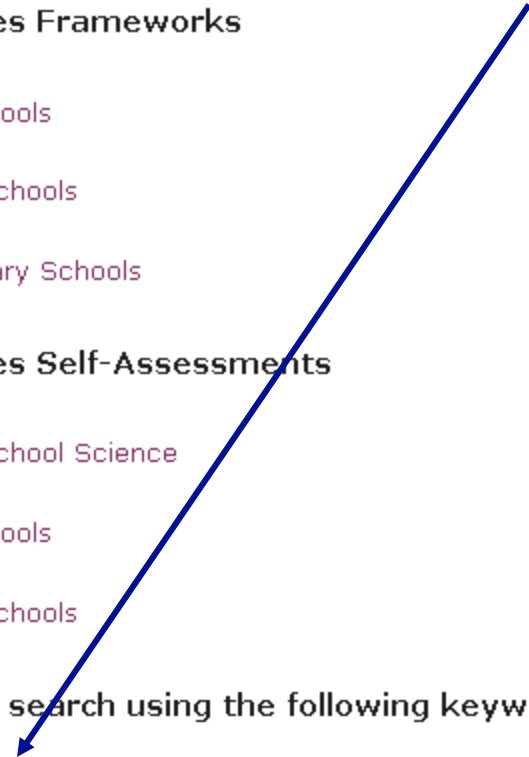 es Frameworks
ools
chools
ary Schools
es Self-Assessments
chool Science
ools
chools
search using the following keyw